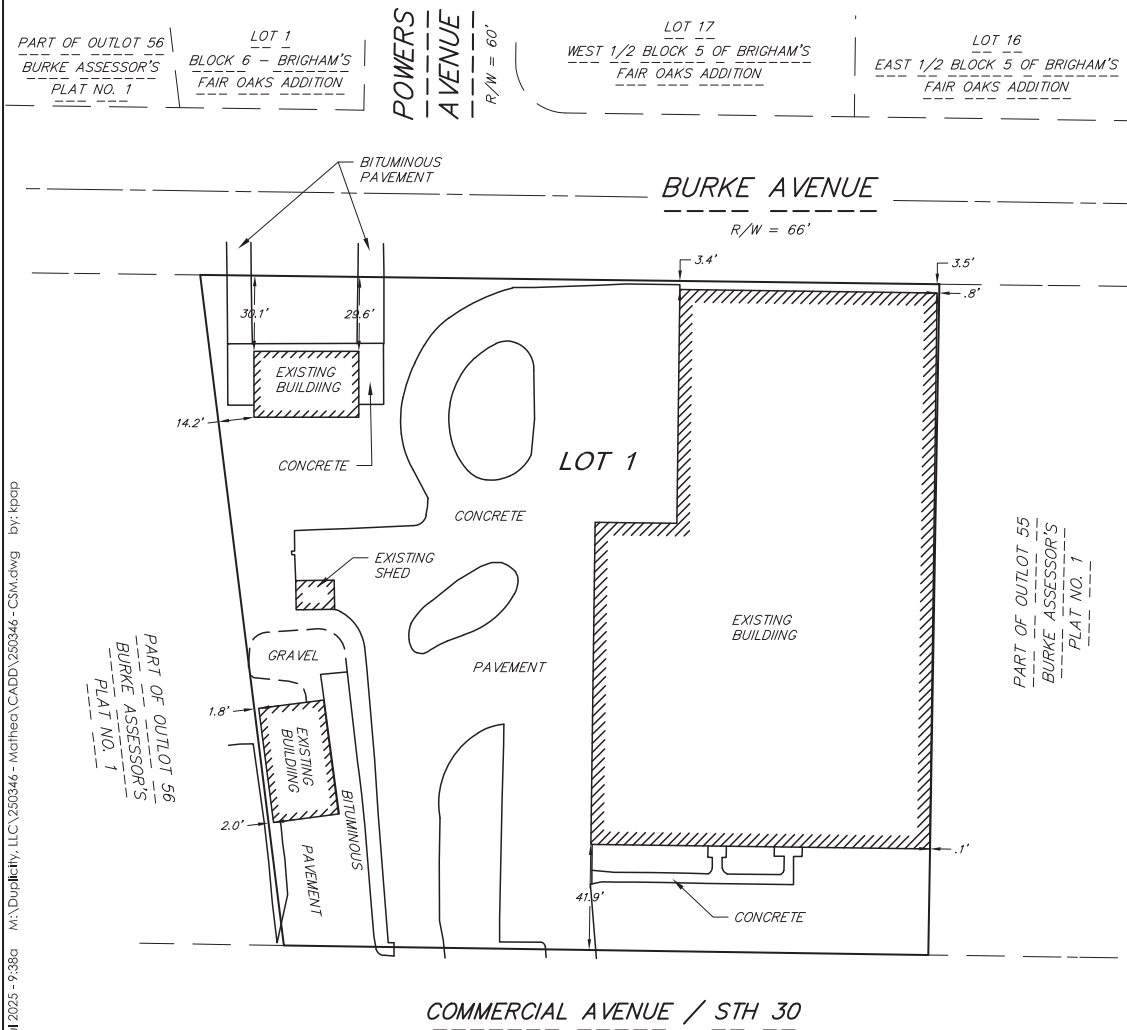 PART OF OUTLOT 56
BURKE ASSESSOR'S
PLAT NO. 1
LOT 1
BLOCK 6 - BRIGHAM'S
FAIR OAKS ADDITION
POWERS
AVENUE
R/W = 60'
LOT 17
WEST 1/2 BLOCK 5 OF BRIGHAM'S
FAIR OAKS ADDITION
LOT 16
EAST 1/2 BLOCK 5 OF BRIGHAM'S
FAIR OAKS ADDITION
BITUMINOUS
PAVEMENT
BURKE AVENUE
R/W = 66'
3.4'
3.5'
.8'
30.1'
29.6'
EXISTING
BUILDIING
14.2'
CONCRETE
LOT 1
CONCRETE
EXISTING
SHED
GRAVEL
PAVEMENT
EXISTING
BUILDIING
PART OF OUTLOT 55
BURKE ASSESSOR'S
PLAT NO. 1
PART OF OUTLOT 56
BURKE ASSESSOR'S
PLAT NO. 1
1.8'
EXISTING
BUILDIING
2.0'
BITUMINOUS
PAVEMENT
.1'
41.9'
CONCRETE
COMMERCIAL AVENUE / STH 30
2025 - 9:38a M:\Duplicity, LLC\250346 - Mathea\CADD\250346 - CSM.dwg by: kpap